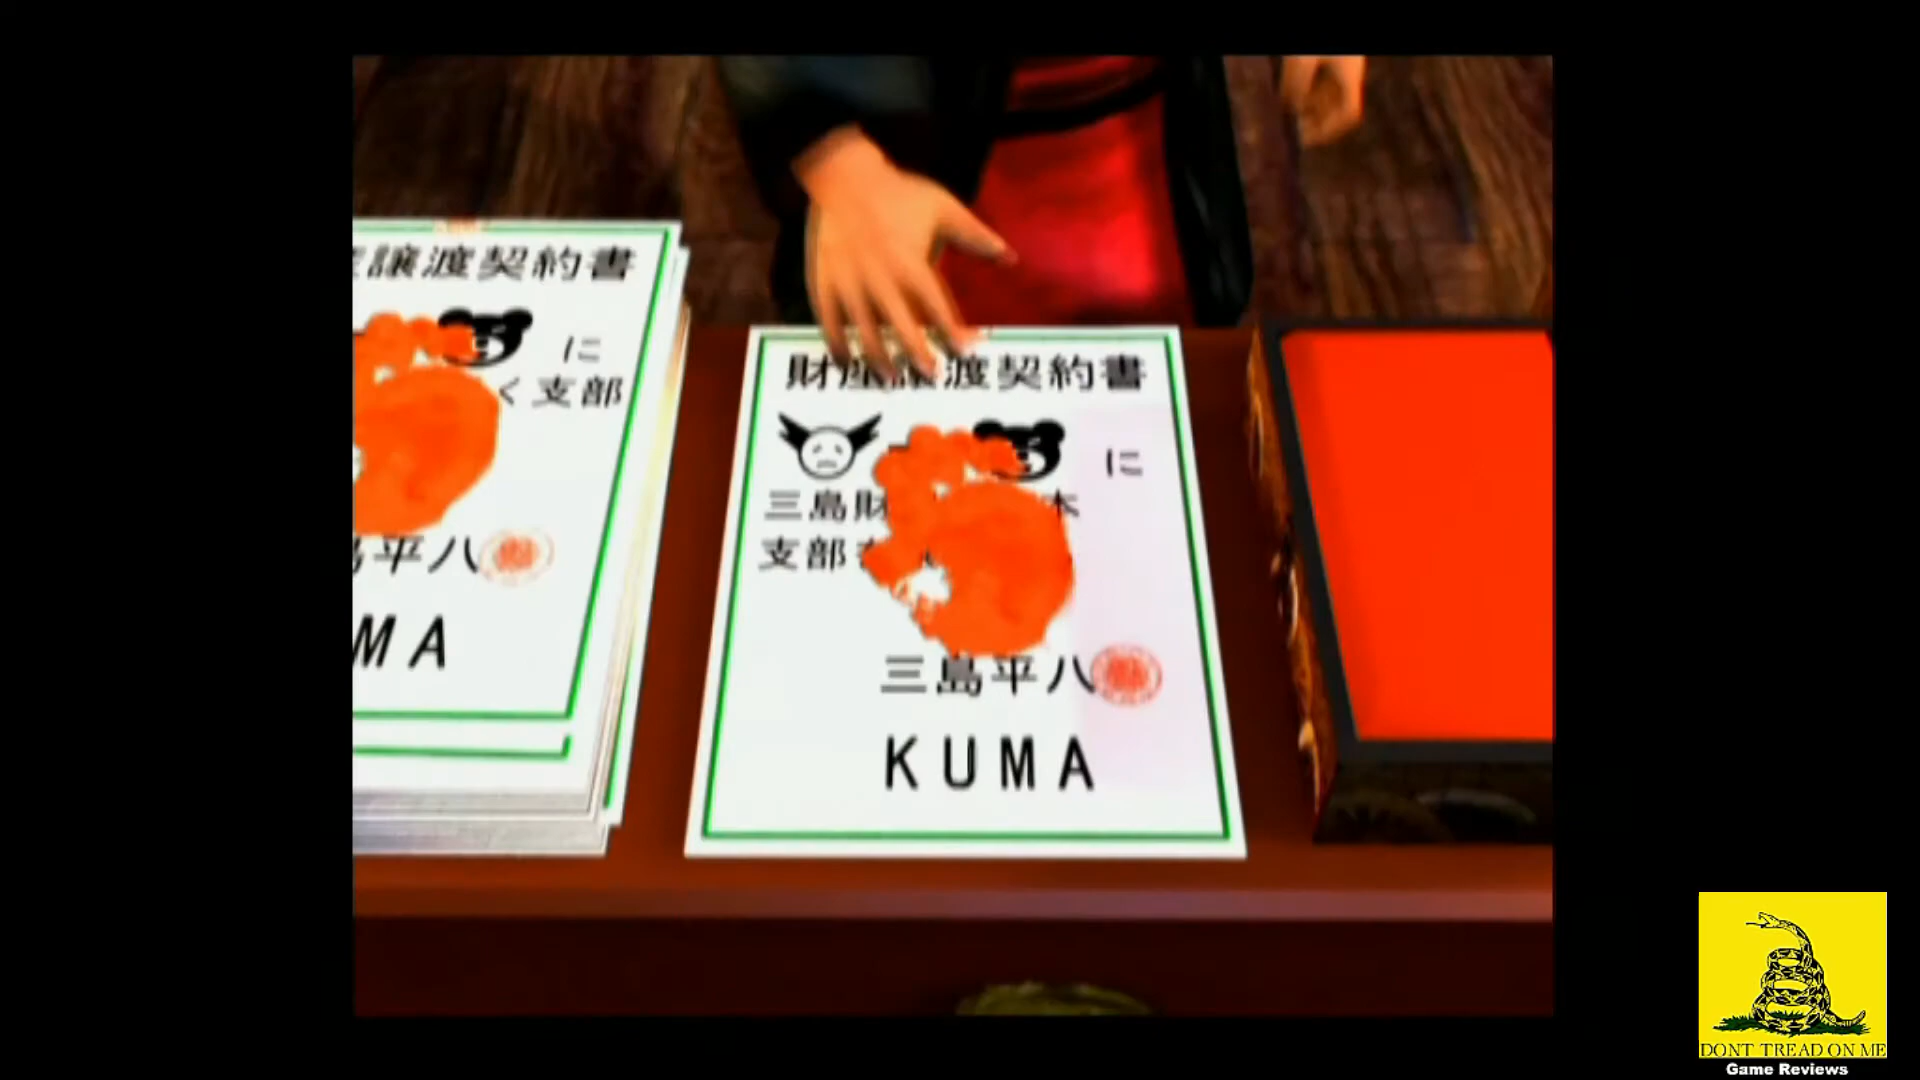 譲渡契約書
に
く支部
島平八
MA
財産譲渡契約書
に
三島財
本
支部
三島平八
KUMA
DONT TREAD ON ME
Game Reviews